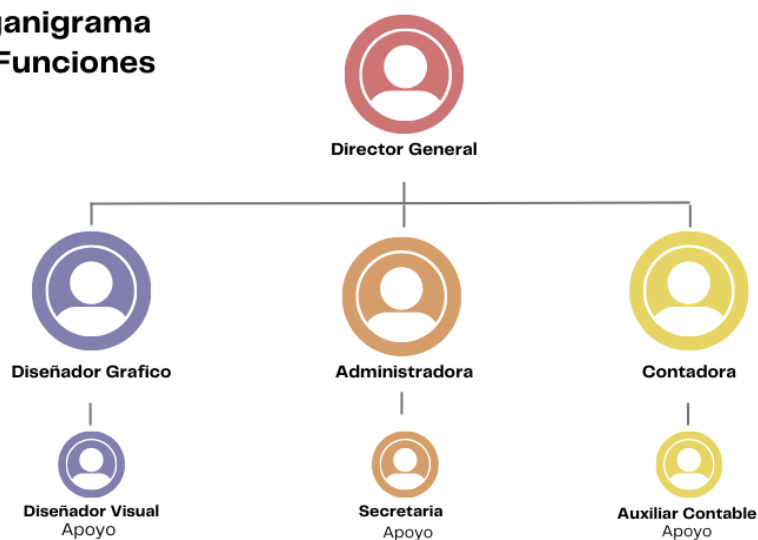 ganigrama
Funciones
Director General
Diseñador Grafico
Administradora
Contadora
Diseñador Visual
Apoyo
Secretaria
Apoyo
Auxiliar Contable
Apoyo